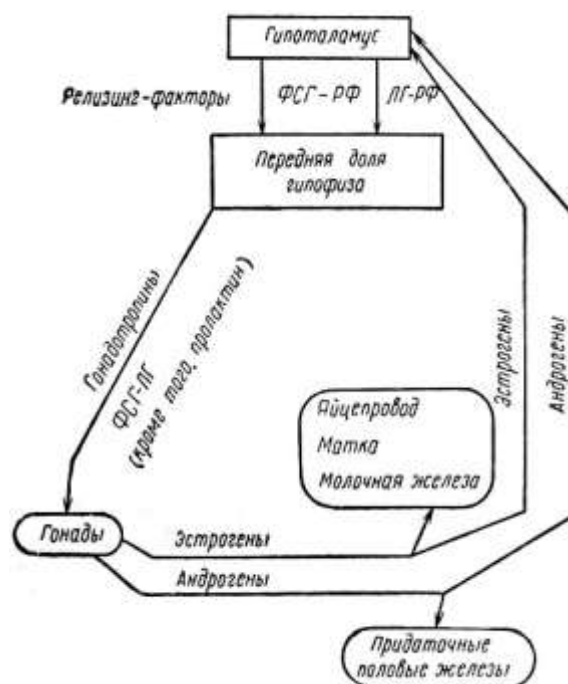 Гипоталамус
Релизинг-факторы
ФСГ-РФ
ЛГ-РФ
Передняя доля
гипофиза
Гонадотропины
ФСГ-ЛГ
(кроме того, пролактин)
Эстрогены
Андрогены
Яйцепровод
Матка
Молочная железа
Гонады
Эстрогены
Андрогены
Придаточные
половые железы